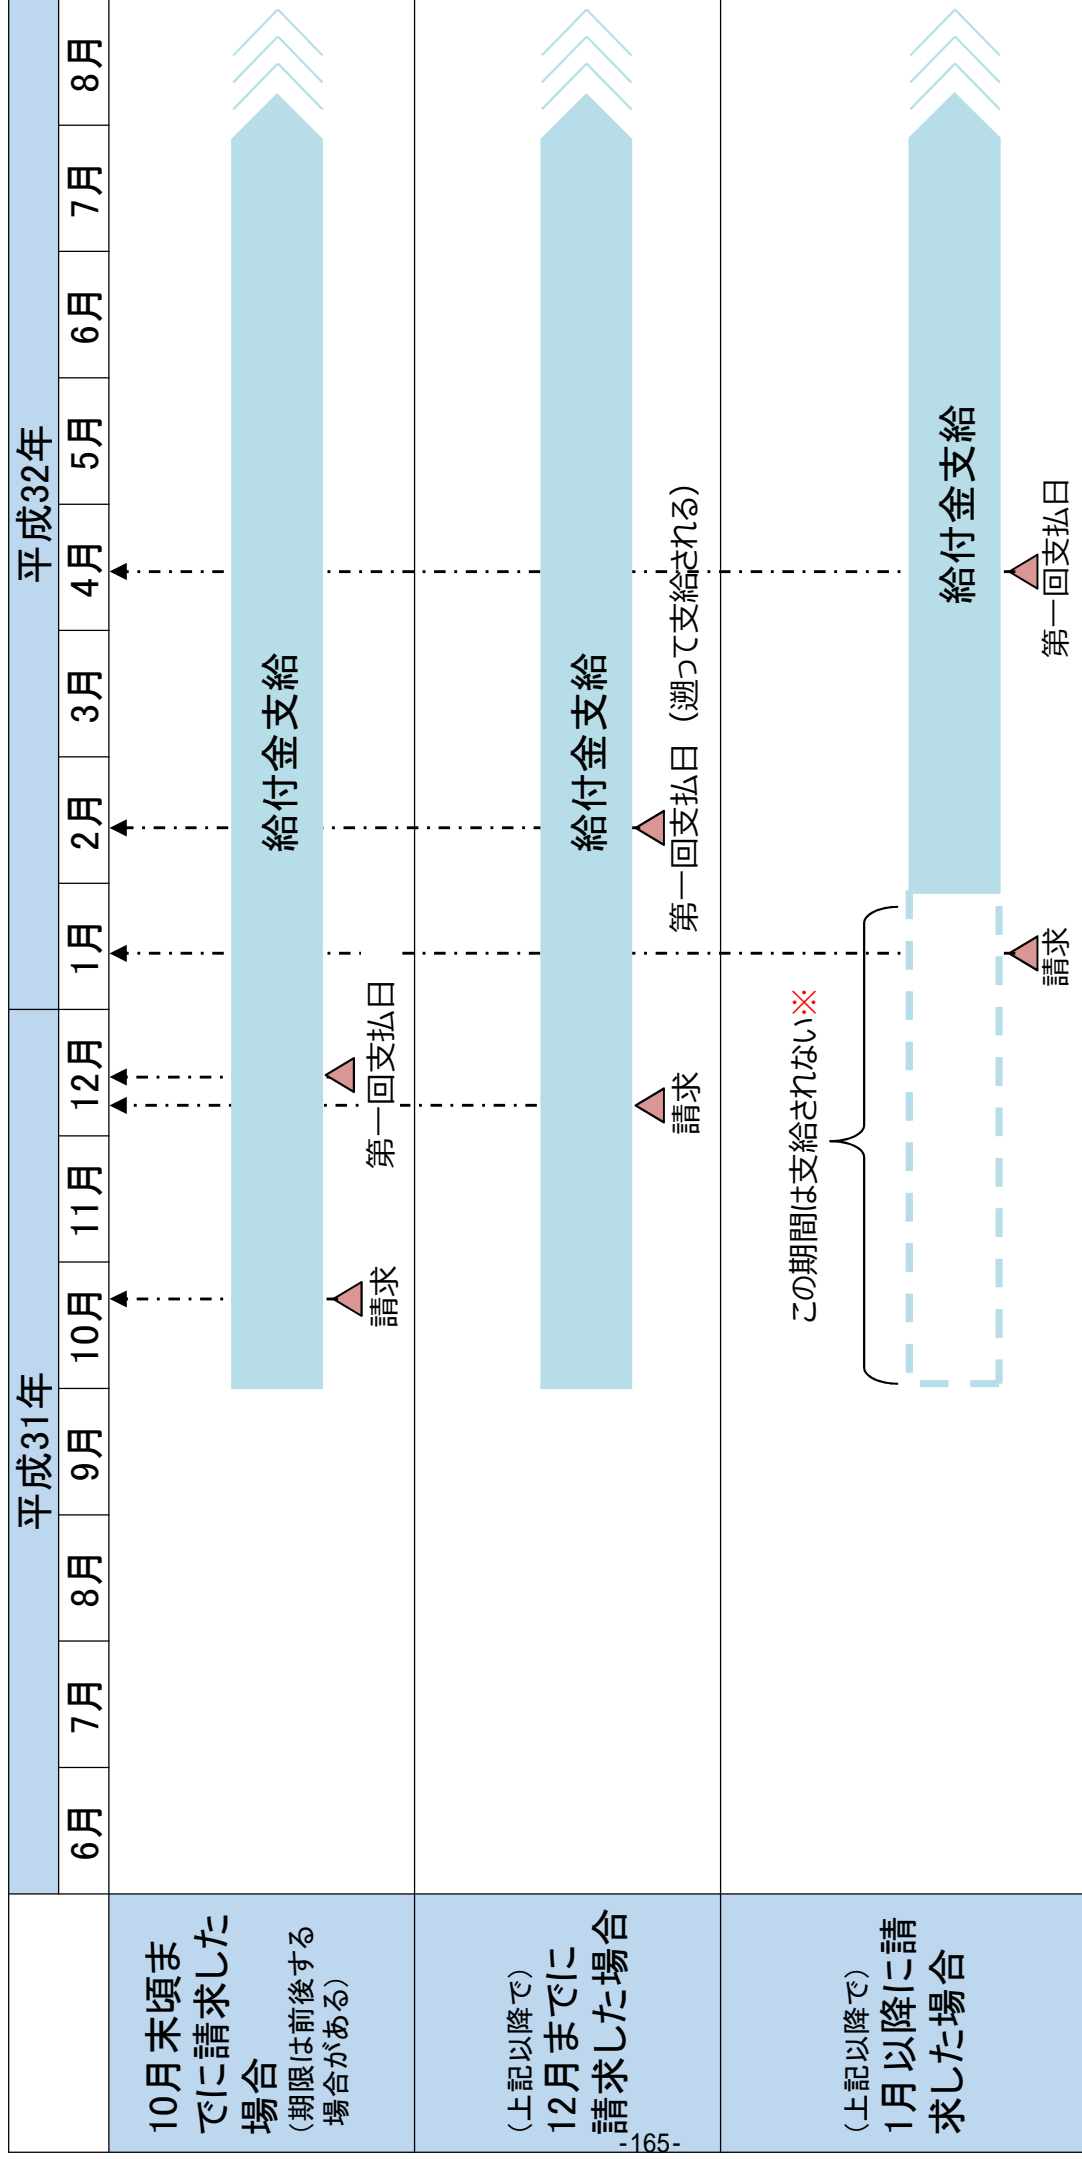 平成31年
平成32年
6月
7月
8月
9月
10月
11月
12月
1月
2月
3月
4月
5月
6月
7月
8月
10月末頃ま
でに請求した
場合
(期限は前後する
場合がある)
給付金支給
請求
第一回支払日
(上記以降で)
12月までに
請求した場合
給付金支給
請求
第一回支払日 (遡って支給される)
(上記以降で)
1月以降に請
求した場合
この期間は支給されない※
給付金支給
請求
第一回支払日
-165-